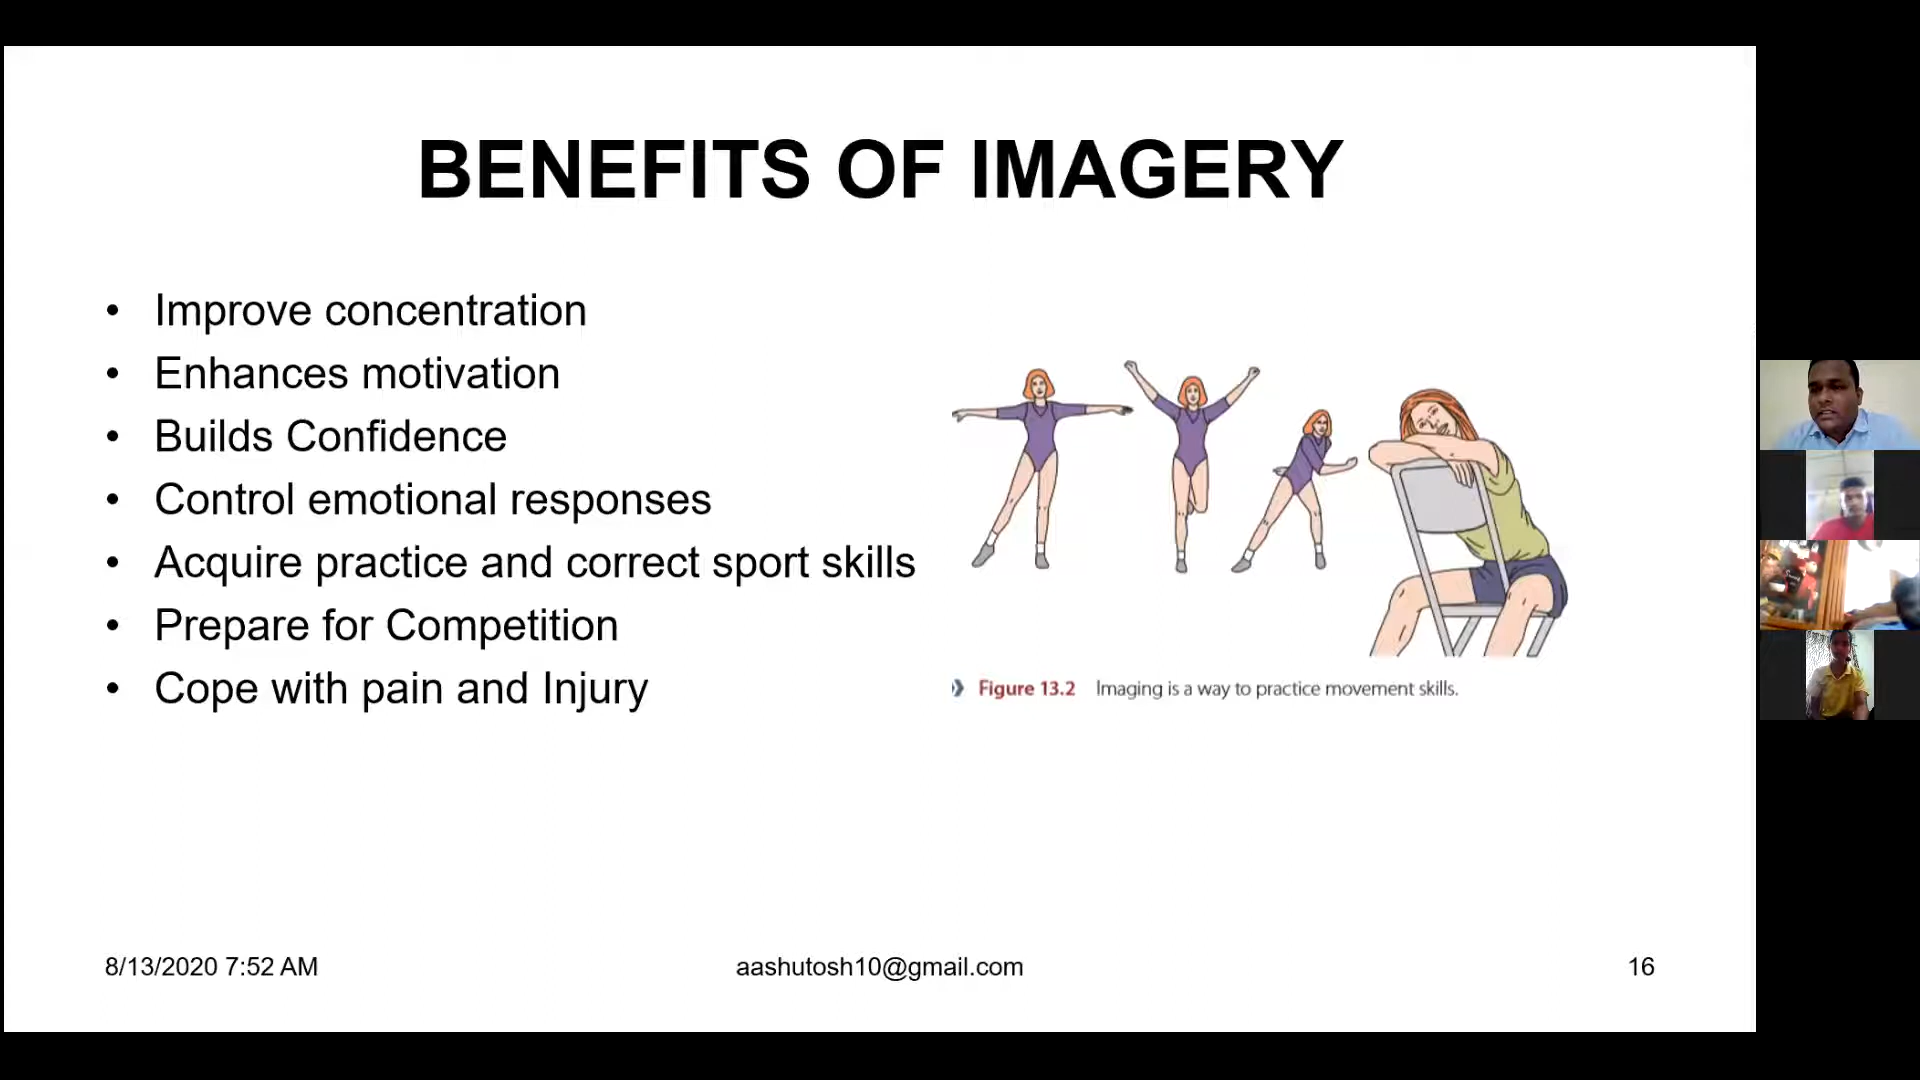 BENEFITS OF IMAGERY
• Improve concentration
• Enhances motivation
• Builds Confidence
• Control emotional responses
• Acquire practice and correct sport skills
• Prepare for Competition
• Cope with pain and Injury
Figure 13.2 Imaging is a way to practice movement skills.
8/13/2020 7:52 AM
aashutosh10@gmail.com
16